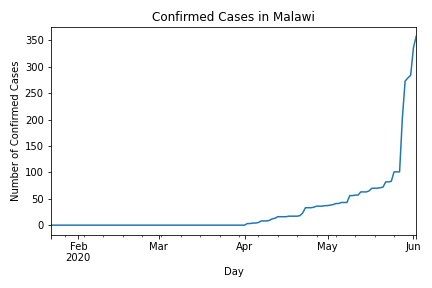 Confirmed Cases in Malawi
Number of Confirmed Cases
350
300
250
200
150
100
50
0
Feb
2020
Mar
Apr
May
Jun
Day